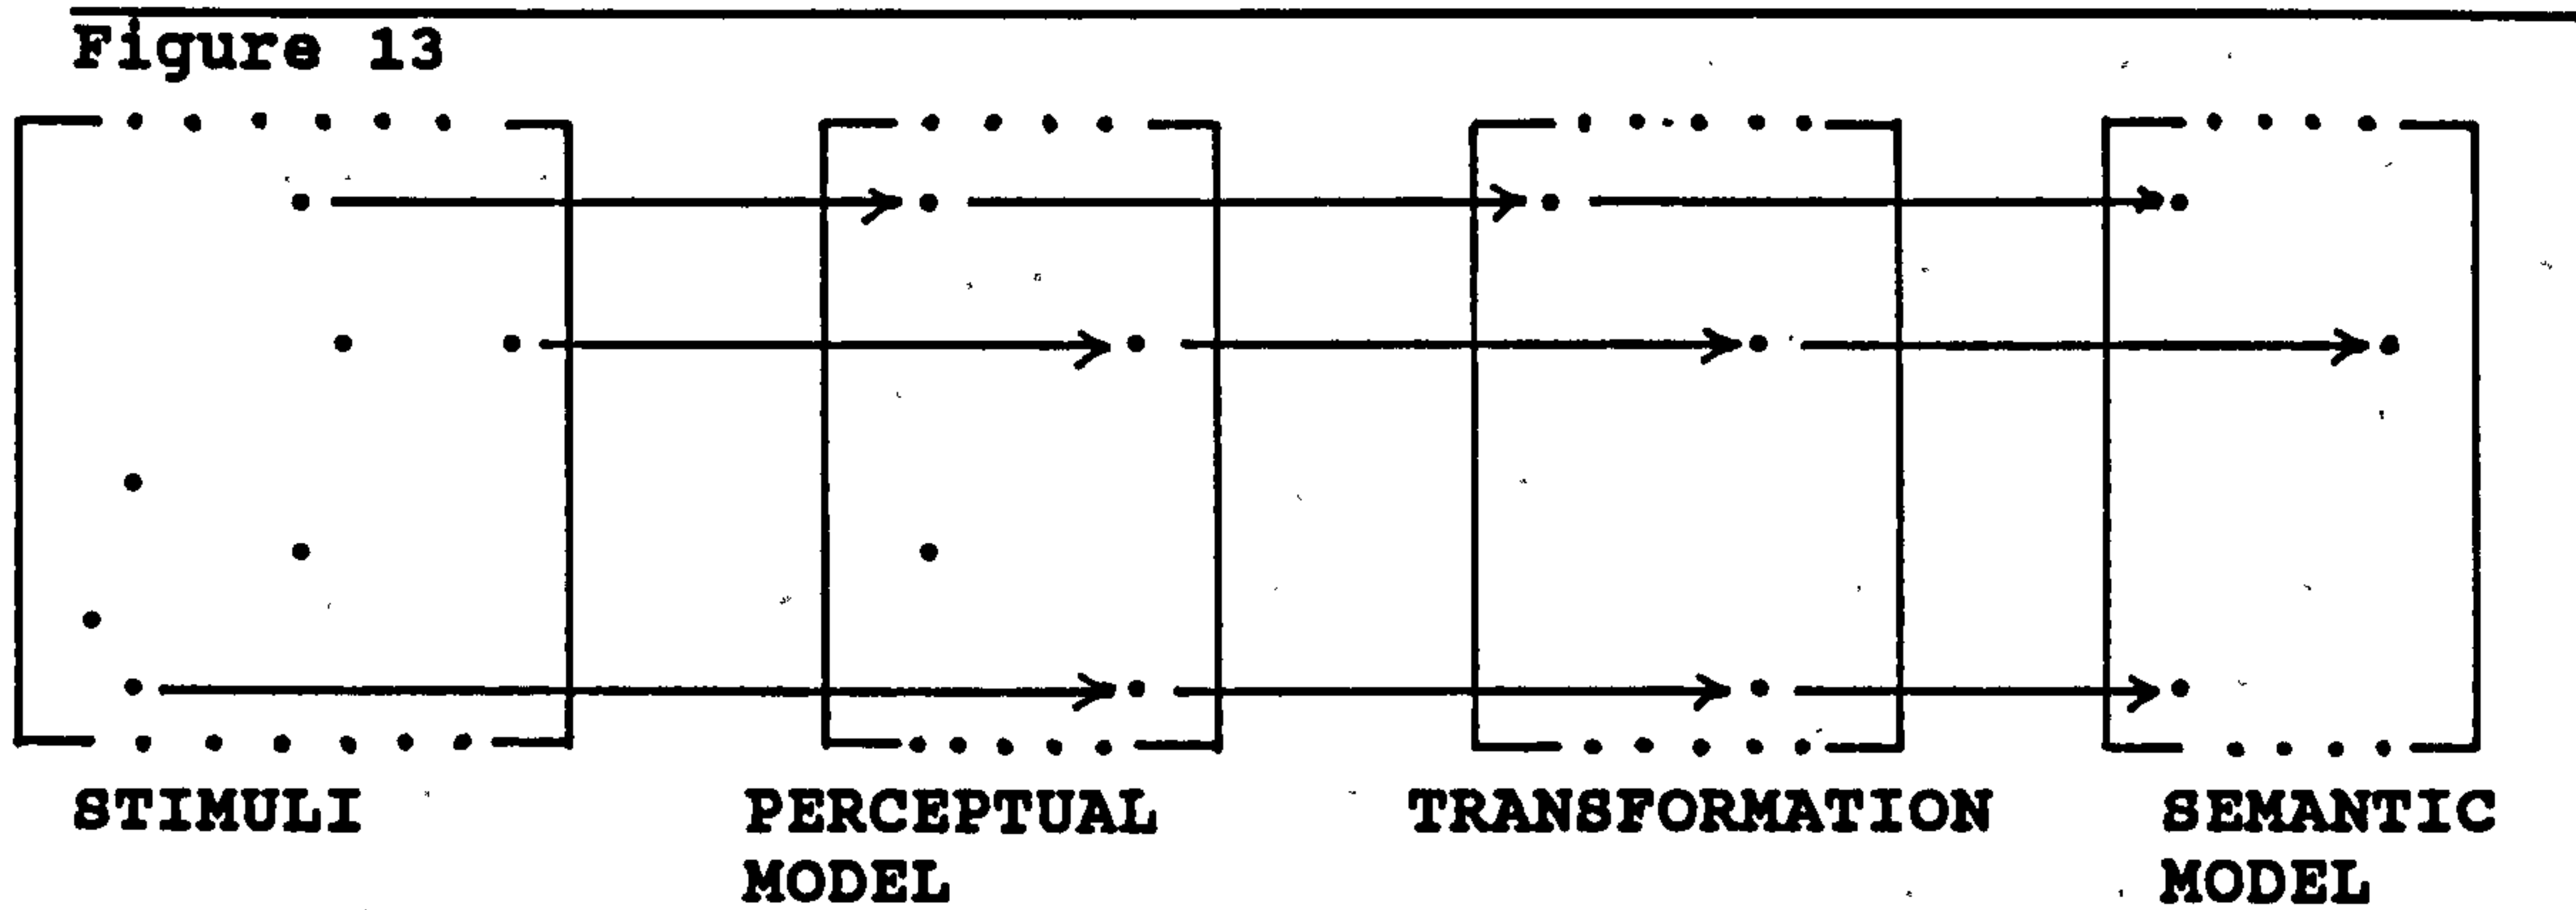 Figure 13
STIMULI
PERCEPTUAL
MODEL
TRANSFORMATION
SEMANTIC
MODEL